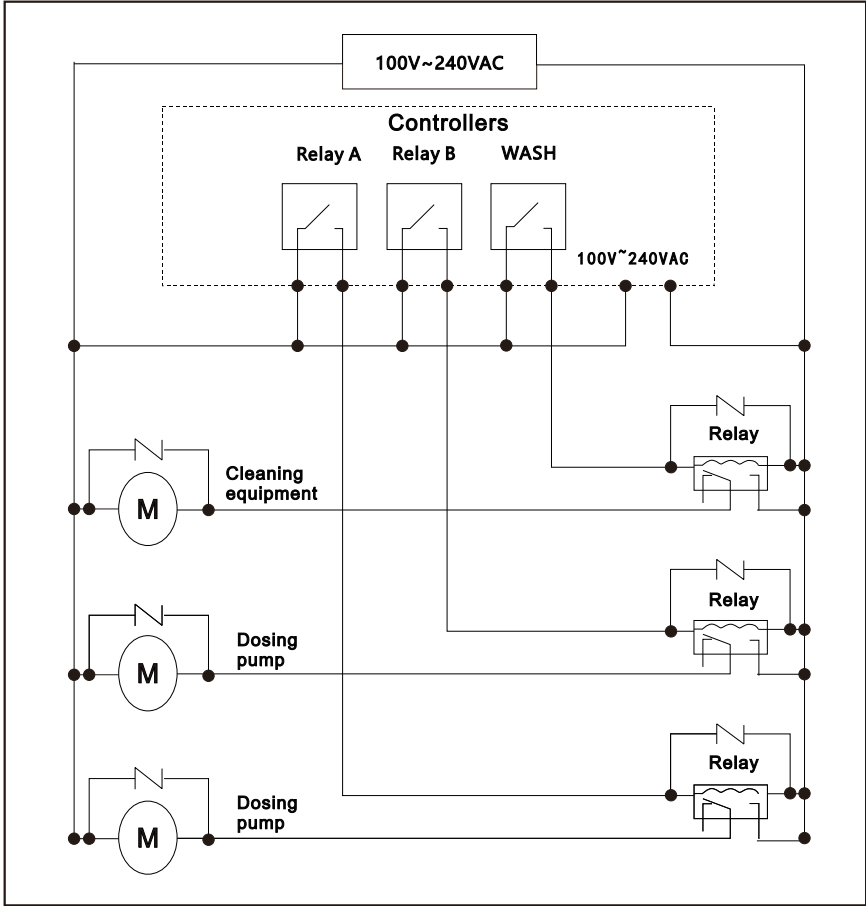 100V~240VAC
Controllers
Relay A
Relay B
WASH
100V~240VAC
Relay
Cleaning
equipment
M
Relay
Dosing
pump
M
Relay
Dosing
pump
M